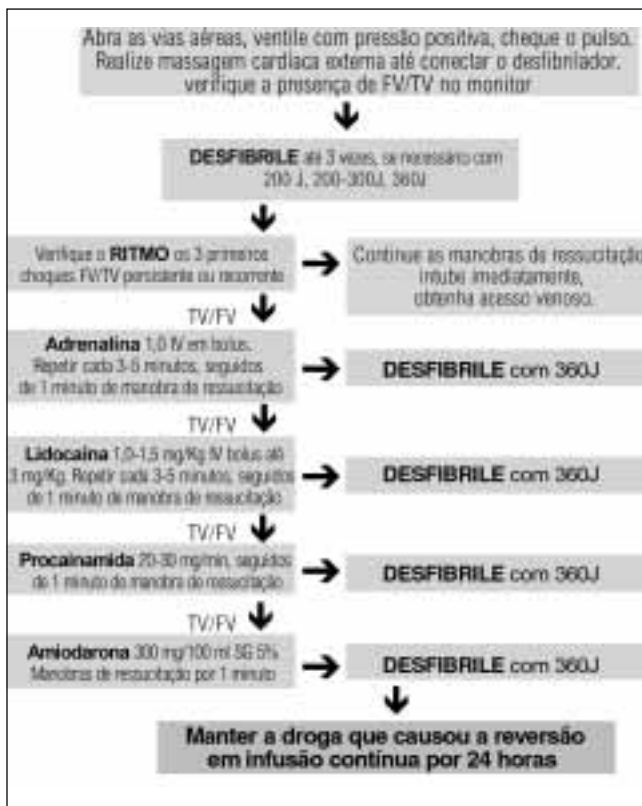 Abra as vias aéreas, ventile com pressão positiva, cheque o pulso.
Realize massagem cardíaca externa até conectar o desfibrilador.
verifique a presença de FV/TV no monitor
DESFIBRILE até 3 vezes, se necessário com
200 J, 200-300J, 360J
Verifique o RITMO os 3 primeiros
choques FV/TV persistente ou recorrente
Continue as manobras de ressucitação
intube imediatamente,
obtenha acesso venoso.
TV/FV
Adrenalina 1,0 IV em bolus.
Repetir cada 3-5 minutos, seguidos
de 1 minuto de manobra de ressucitação
DESFIBRILE com 360J
TV/FV
Lidocaína 1,0-1,5 mg/Kg IV bolus até
3 mg/Kg. Repetir cada 3-5 minutos, seguidos
de 1 minuto de manobra de ressucitação
DESFIBRILE com 360J
TV/FV
Procainamida 20-30 mg/min, seguidos
de 1 minuto de manobra de ressucitação
DESFIBRILE com 360J
TV/FV
Amiodarona 300 mg/100 ml SG 5%
Manobras de ressucitação por 1 minuto
DESFIBRILE com 360J
Manter a droga que causou a reversão
em infusão contínua por 24 horas